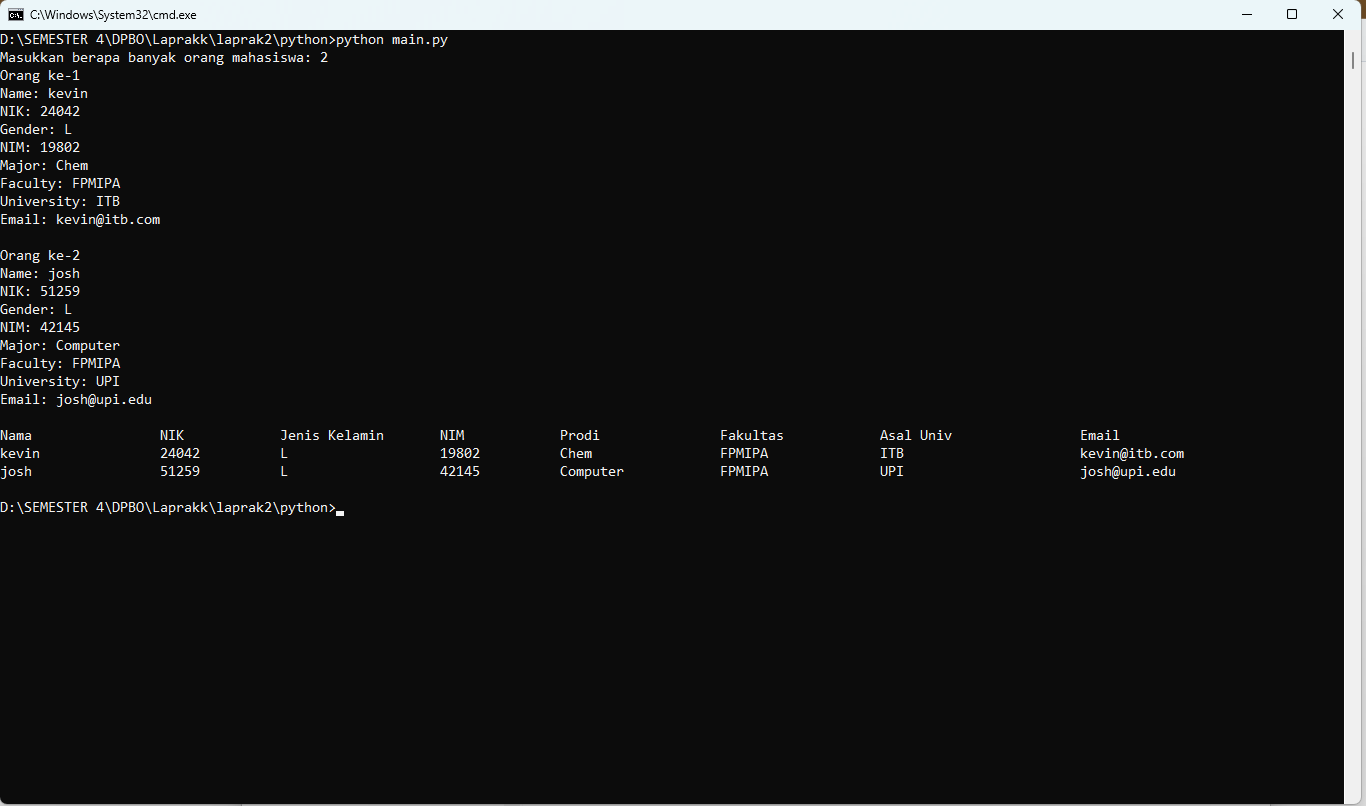 C:\Windows\System32\cmd.exe
D:\SEMESTER 4\DPBO\Laprakk\laprak2\python>python main.py
Masukkan berapa banyak orang mahasiswa: 2
Orang ke-1
Name: kevin
NIK: 24042
Gender: L
NIM: 19802
Major: Chem
Faculty: FPMIPA
University: ITB
Email: kevin@itb.com
Orang ke-2
Name: josh
NIK: 51259
Gender: L
NIM: 42145
Major: Computer
Faculty: FPMIPA
University: UPI
Email: josh@upi.edu
Nama NIK Jenis Kelamin NIM Prodi Fakultas Asal Univ Email
kevin 24042 L 19802 Chem FPMIPA ITB kevin@itb.com
josh 51259 L 42145 Computer FPMIPA UPI josh@upi.edu
D:\SEMESTER 4\DPBO\Laprakk\laprak2\python>